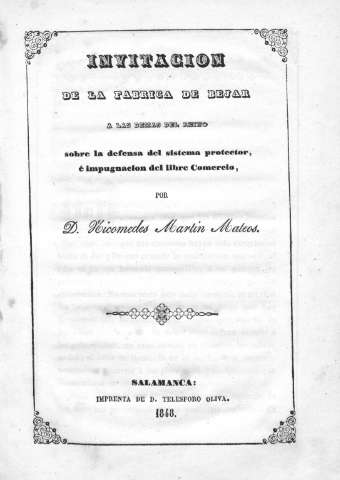 INVITACION
DE LA FABRICA DE BEJAR
A LAS DEMAS DEL REINO
sobre la defensa del sistema protector,
é impugnacion del libre Comercio,
POR
D. Nicomedes Martin Mateos.
SALAMANCA:
IMPRENTA DE D. TELESFORO OLIVA.
1848.